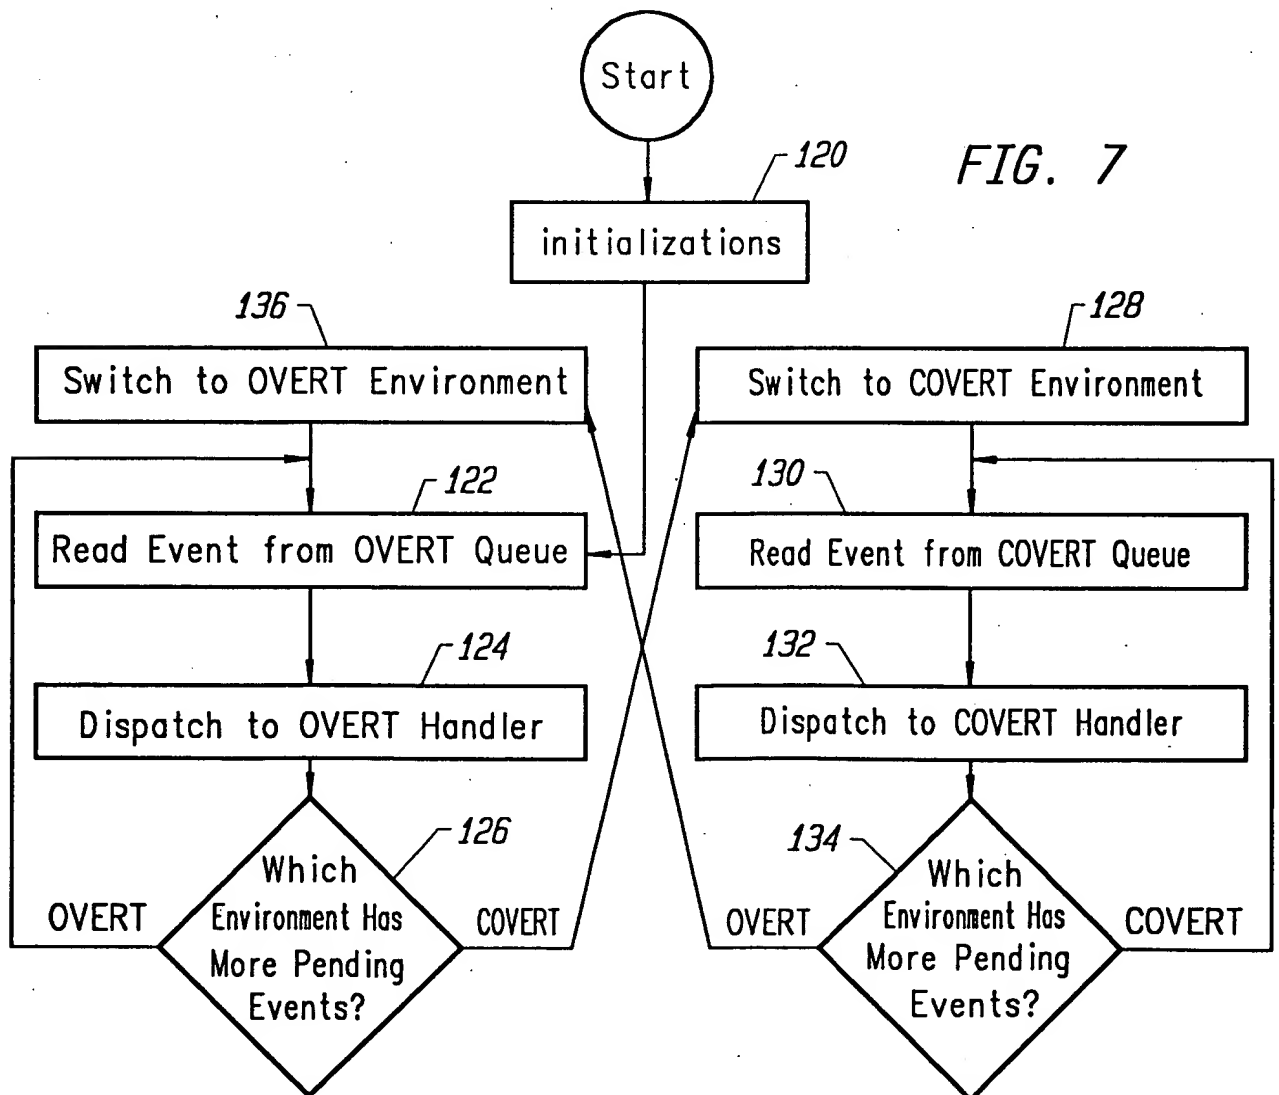 Start
FIG. 7
120
initializations
136
Switch to OVERT Environment
128
Switch to COVERT Environment
122
Read Event from OVERT Queue
130
Read Event from COVERT Queue
124
Dispatch to OVERT Handler
132
Dispatch to COVERT Handler
126
Which
Environment Has
More Pending
Events?
OVERT
COVERT
134
Which
Environment Has
More Pending
Events?
OVERT
COVERT